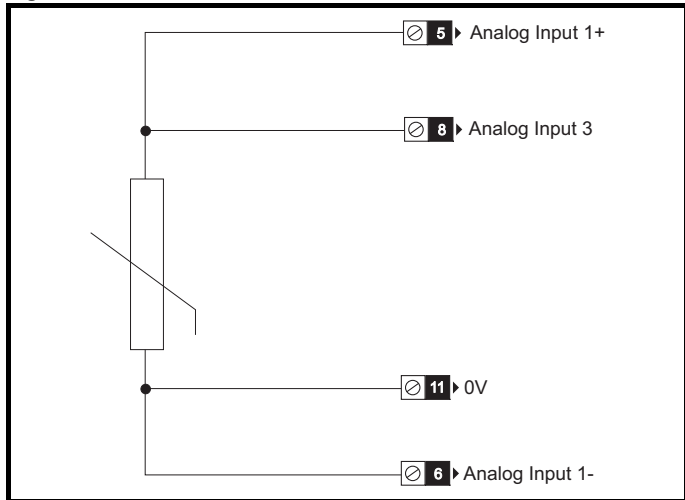 5 Analog Input 1+
8 Analog Input 3
11 0V
6 Analog Input 1-